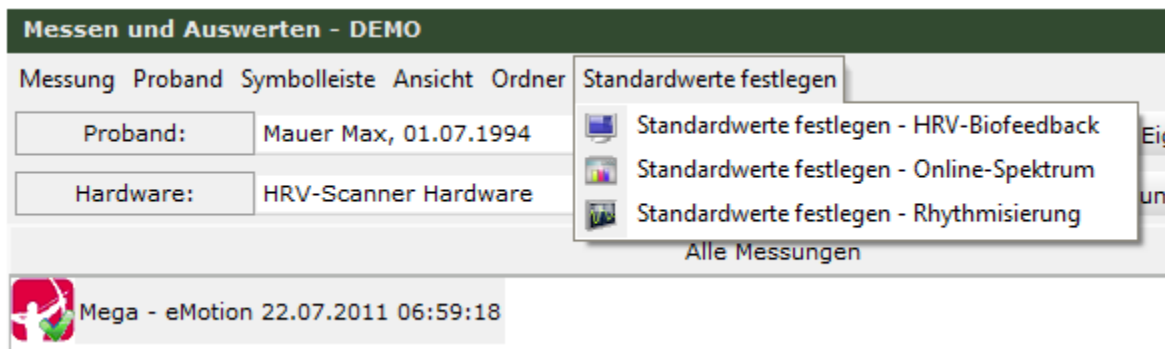 Messen und Auswerten - DEMO
Messung Proband Symbolleiste Ansicht Ordner Standardwerte festlegen
Proband: Mauer Max, 01.07.1994
Standardwerte festlegen - HRV-Biofeedback
Standardwerte festlegen - Online-Spektrum
Hardware: HRV-Scanner Hardware
Standardwerte festlegen - Rhythmisierung
Alle Messungen
Mega - eMotion 22.07.2011 06:59:18